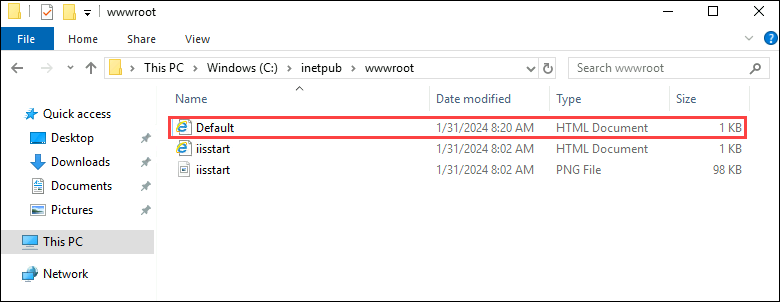 wwwroot
File Home Share View
This PC Windows (C:) inetpub wwwroot Search wwwroot
Name Date modified Type Size
Quick access
Desktop
Downloads
Documents
Pictures
This PC
Network
Default 1/31/2024 8:20 AM HTML Document 1 KB
iisstart 1/31/2024 8:02 AM HTML Document 1 KB
iisstart 1/31/2024 8:02 AM PNG File 98 KB